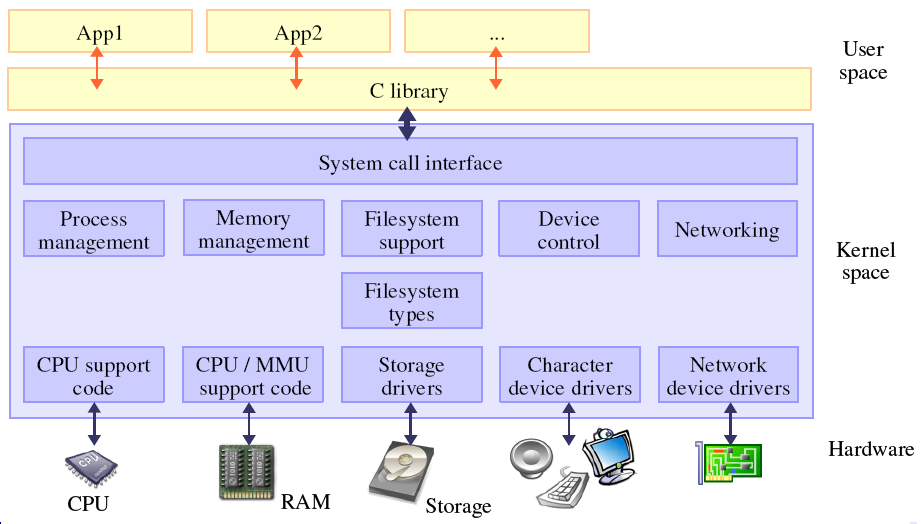 App1
App2
...
User
space
C library
System call interface
Process
management
Memory
management
Filesystem
support
Device
control
Networking
Kernel
space
Filesystem
types
CPU support
code
CPU / MMU
support code
Storage
drivers
Character
device drivers
Network
device drivers
Hardware
CPU
CPU
RAM
Storage